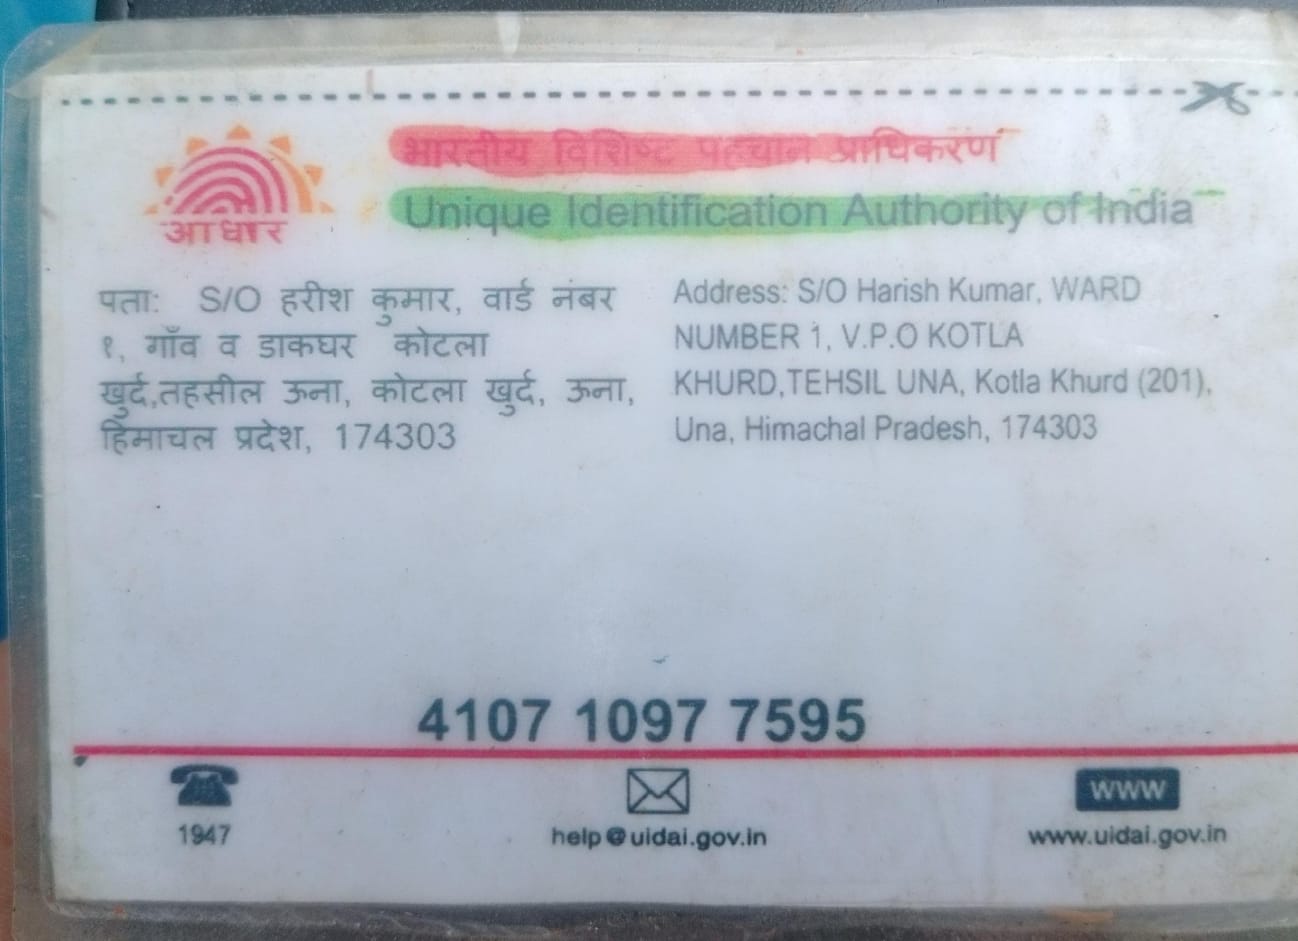 भारतीय विशिष्ट पहचान प्राधिकरण
Unique Identification Authority of India
आधार
पता: S/O हरीश कुमार, वार्ड नंबर
१, गाँव व डाकघर कोटला
खुर्द,तहसील ऊना, कोटला खुर्द, ऊना,
हिमाचल प्रदेश, 174303
Address: S/O Harish Kumar, WARD
NUMBER 1, V.P.O KOTLA
KHURD,TEHSIL UNA, Kotla Khurd (201),
Una, Himachal Pradesh, 174303
4107 1097 7595
1947
help@uidai.gov.in
WWW
www.uidai.gov.in